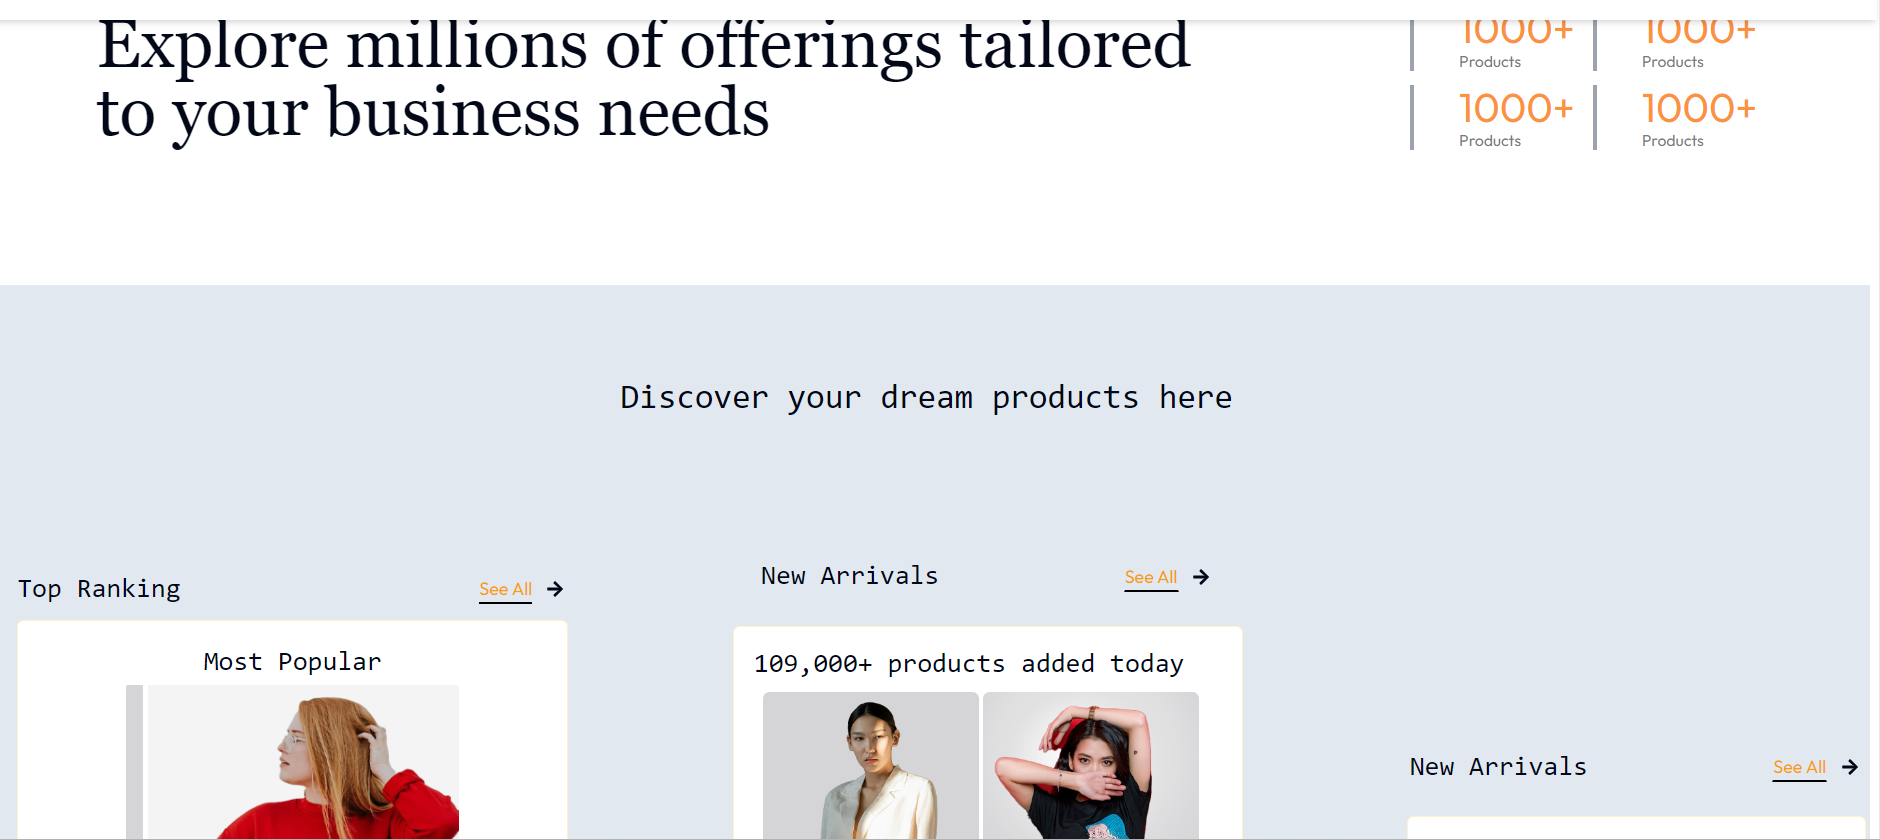 Explore millions of offerings tailored
to your business needs
1000+
1000+
Products
Products
1000+
1000+
Products
Products
Discover your dream products here
Top Ranking
See All
New Arrivals
See All
Most Popular
109,000+ products added today
New Arrivals
See All